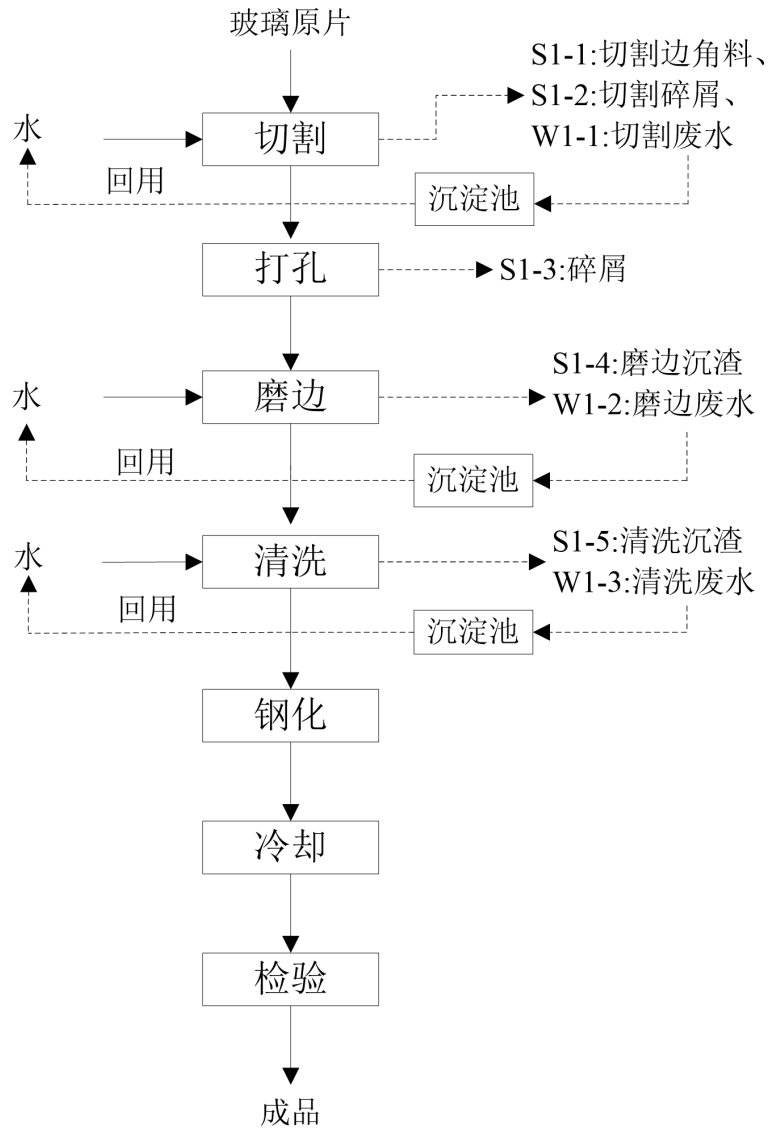 玻璃原片
S1-1:切割边角料、
S1-2:切割碎屑、
W1-1:切割废水
水
切割
回用
沉淀池
打孔
S1-3:碎屑
S1-4:磨边沉渣
W1-2:磨边废水
水
磨边
回用
沉淀池
S1-5:清洗沉渣
W1-3:清洗废水
水
清洗
回用
沉淀池
钢化
冷却
检验
成品